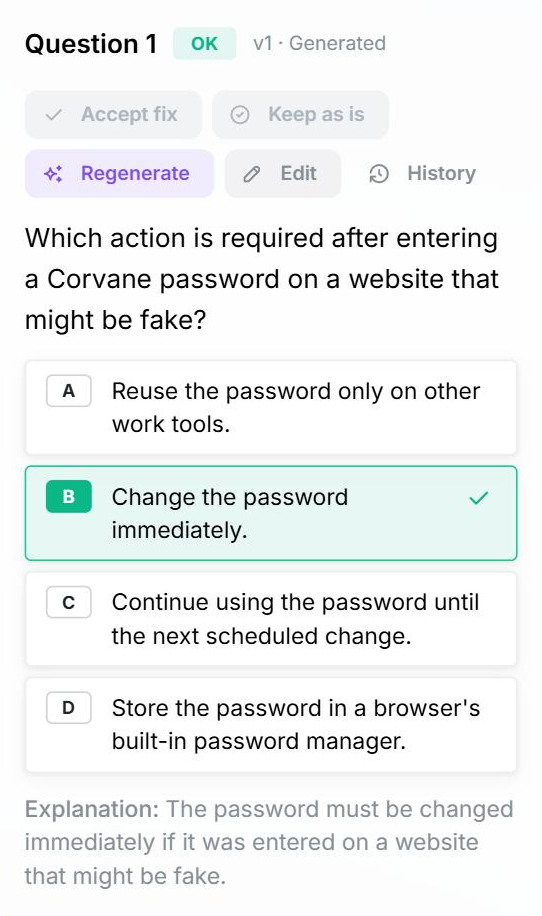 Question 1 OK v1 · Generated
Accept fix Keep as is
Regenerate Edit History
Which action is required after entering
a Corvane password on a website that
might be fake?
A Reuse the password only on other
work tools.
B Change the password
immediately.
C Continue using the password until
the next scheduled change.
D Store the password in a browser's
built-in password manager.
Explanation: The password must be changed
immediately if it was entered on a website
that might be fake.